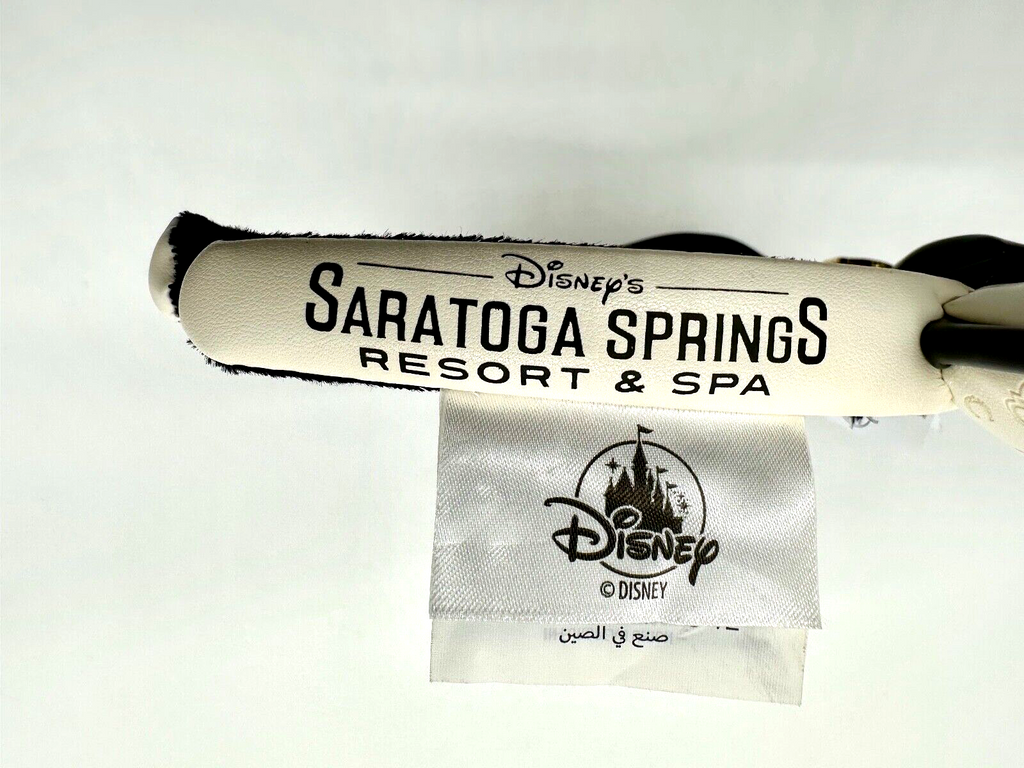 Disney's
SARATOGA SPRINGS
RESORT & SPA
Disney
© DISNEY
صنع في الصين